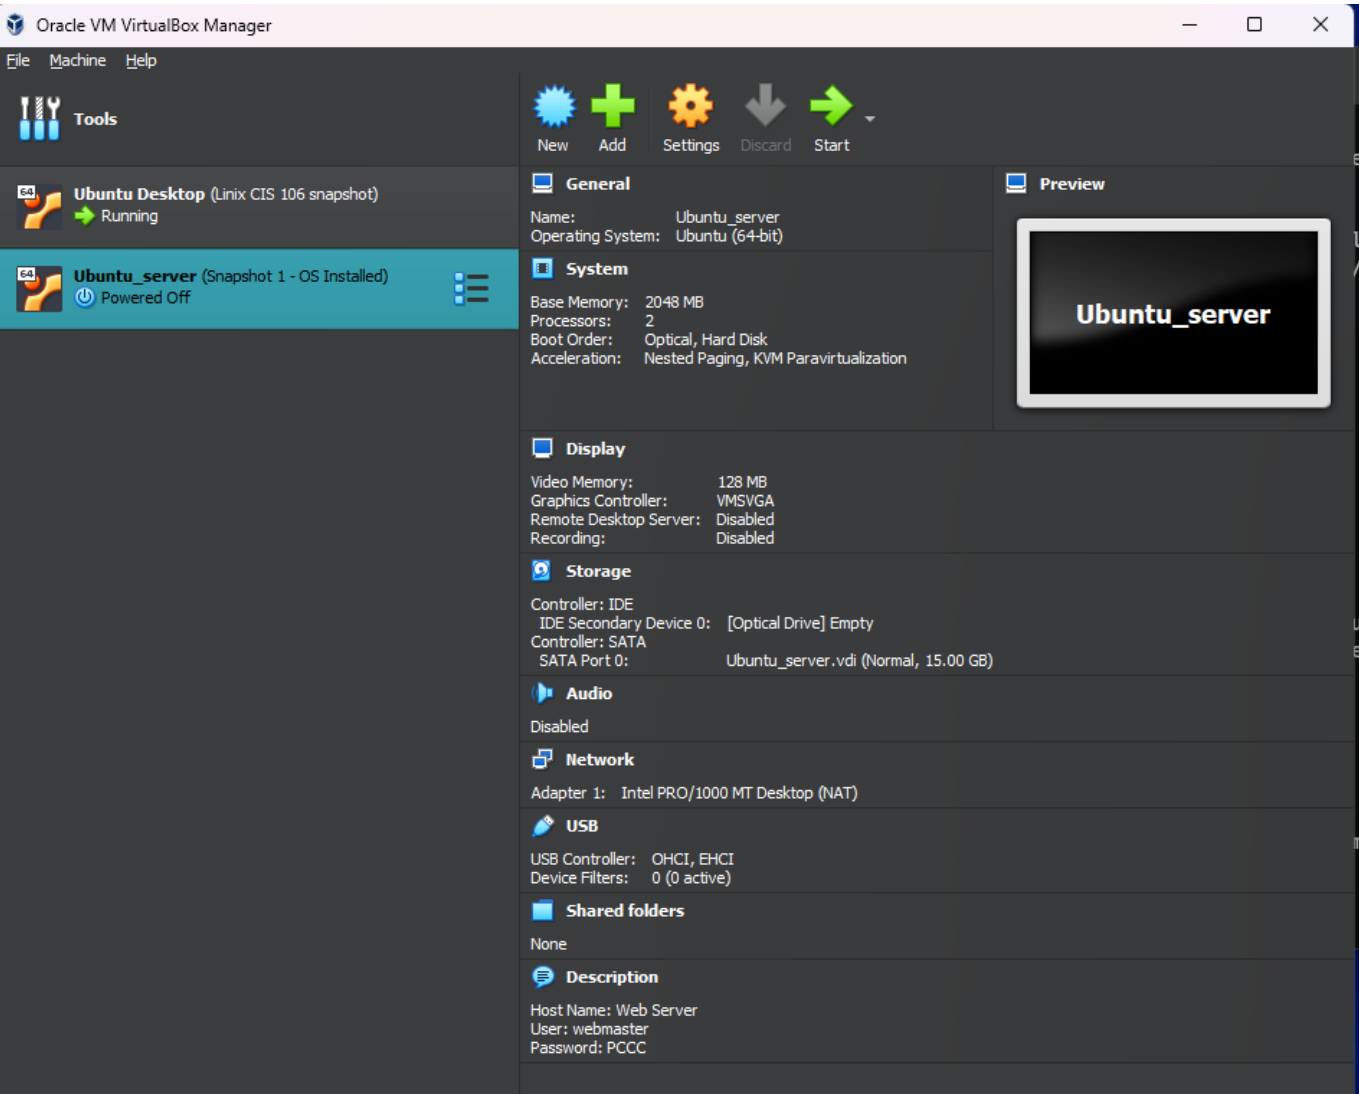 Oracle VM VirtualBox Manager
File Machine Help
Tools
New Add Settings Discard Start
64
Ubuntu Desktop (Linix CIS 106 snapshot)
Running
64
Ubuntu_server (Snapshot 1 - OS Installed)
Powered Off
General
Name: Ubuntu_server
Operating System: Ubuntu (64-bit)
Preview
Ubuntu_server
System
Base Memory: 2048 MB
Processors: 2
Boot Order: Optical, Hard Disk
Acceleration: Nested Paging, KVM Paravirtualization
Display
Video Memory: 128 MB
Graphics Controller: VMSVGA
Remote Desktop Server: Disabled
Recording: Disabled
Storage
Controller: IDE
IDE Secondary Device 0: [Optical Drive] Empty
Controller: SATA
SATA Port 0: Ubuntu_server.vdi (Normal, 15.00 GB)
Audio
Disabled
Network
Adapter 1: Intel PRO/1000 MT Desktop (NAT)
USB
USB Controller: OHCI, EHCI
Device Filters: 0 (0 active)
Shared folders
None
Description
Host Name: Web Server
User: webmaster
Password: PCCC